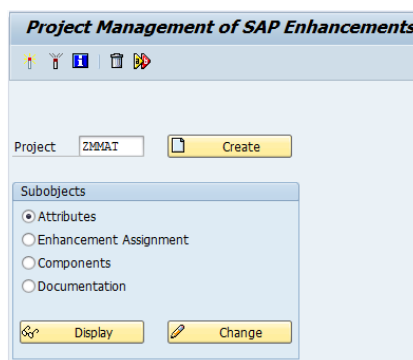 Project Management of SAP Enhancements
Project ZMMAT Create
Subobjects
Attributes
Enhancement Assignment
Components
Documentation
Display Change